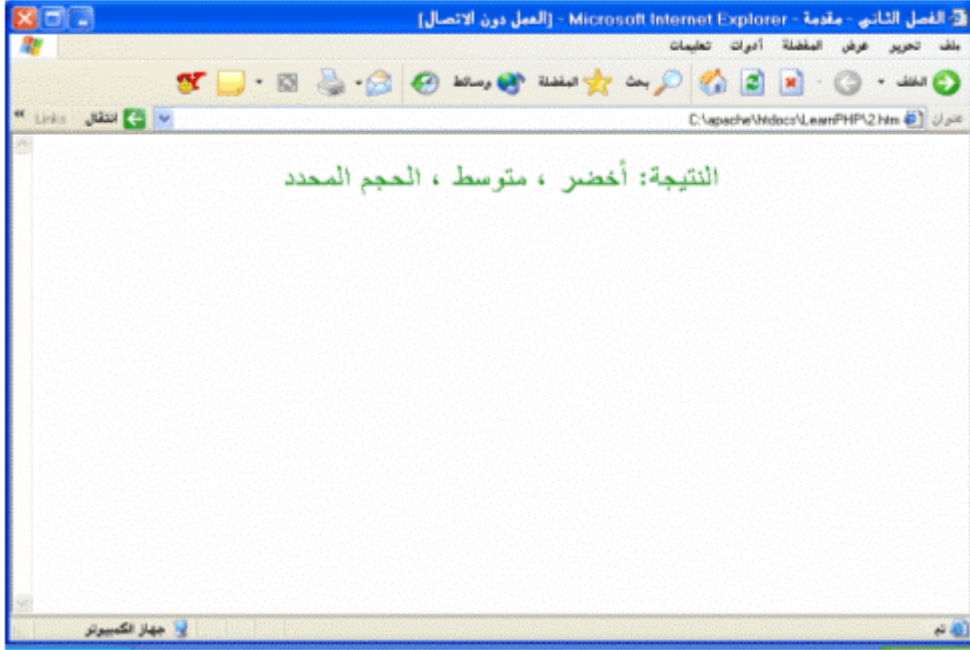 الفصل الثاني - مقدمة - Microsoft Internet Explorer - [العمل دون الاتصال]
ملف تحرير عرض المفضلة أدوات تعليمات
الخلف بحث المفضلة وسائط
عنوان C:\apache\htdocs\LearnPHP\2.htm انتقال Links »
النتيجة: أخضر ، متوسط ، الحجم المحدد
تم جهاز الكمبيوتر